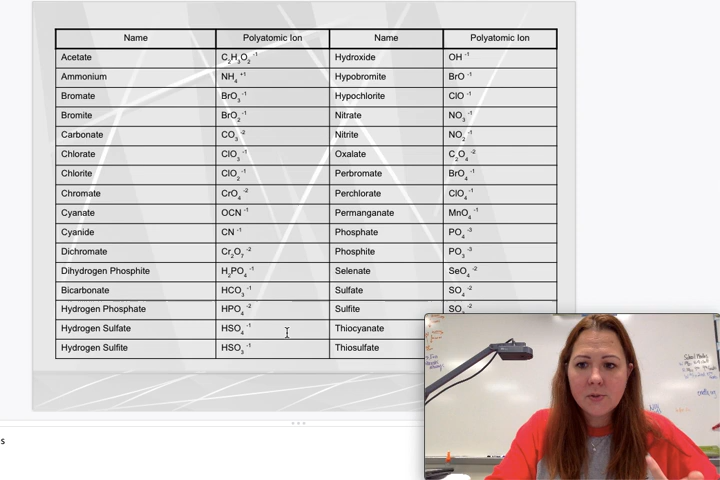 Name Polyatomic Ion Name Polyatomic Ion
Acetate C₂H₃O₂ ⁻¹ Hydroxide OH ⁻¹
Ammonium NH₄ ⁺¹ Hypobromite BrO ⁻¹
Bromate BrO₃ ⁻¹ Hypochlorite ClO ⁻¹
Bromite BrO₂ ⁻¹ Nitrate NO₃ ⁻¹
Carbonate CO₃ ⁻² Nitrite NO₂ ⁻¹
Chlorate ClO₃ ⁻¹ Oxalate C₂O₄ ⁻²
Chlorite ClO₂ ⁻¹ Perbromate BrO₄ ⁻¹
Chromate CrO₄ ⁻² Perchlorate ClO₄ ⁻¹
Cyanate OCN ⁻¹ Permanganate MnO₄ ⁻¹
Cyanide CN ⁻¹ Phosphate PO₄ ⁻³
Dichromate Cr₂O₇ ⁻² Phosphite PO₃ ⁻³
Dihydrogen Phosphite H₂PO₄ ⁻¹ Selenate SeO₄ ⁻²
Bicarbonate HCO₃ ⁻¹ Sulfate SO₄ ⁻²
Hydrogen Phosphate HPO₄ ⁻² Sulfite SO₃ ⁻²
Hydrogen Sulfate HSO₄ ⁻¹ Thiocyanate
Hydrogen Sulfite HSO₃ ⁻¹ Thiosulfate
s